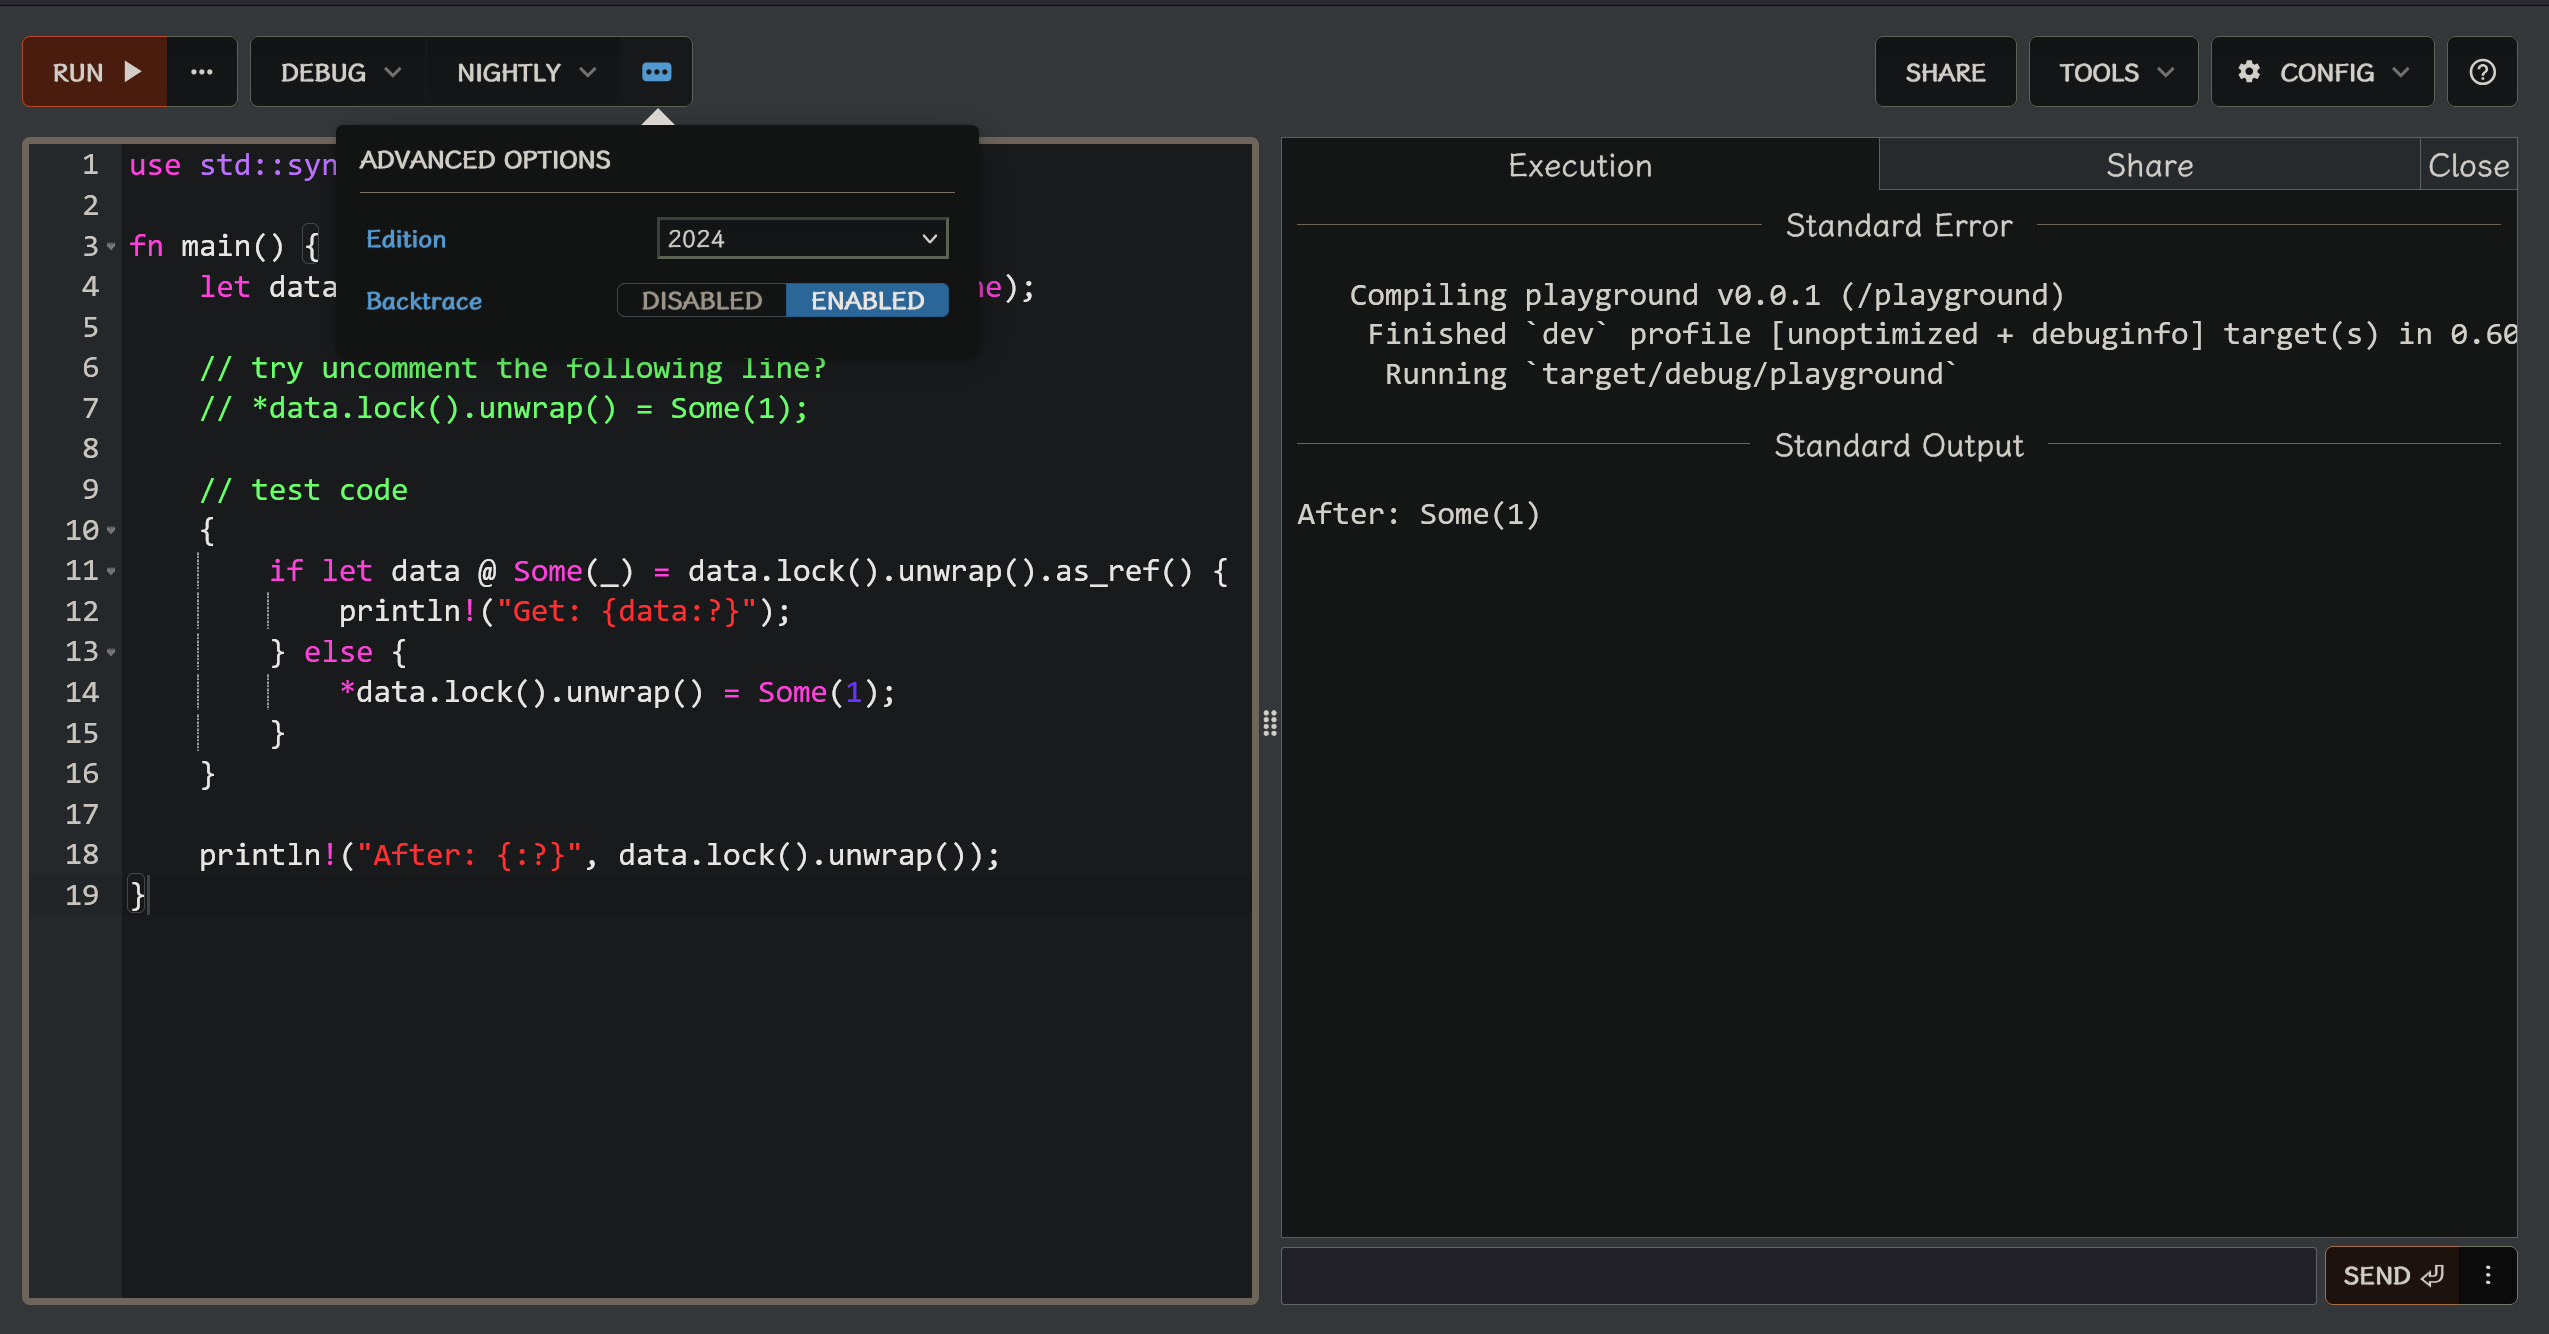 RUN ▶ ··· DEBUG NIGHTLY ··· SHARE TOOLS CONFIG ?
ADVANCED OPTIONS
Edition 2024
Backtrace DISABLED ENABLED
1 use std::syn
2
3 fn main() {
4     let data e);
5
6     // try uncomment the following line?
7     // *data.lock().unwrap() = Some(1);
8
9     // test code
10     {
11         if let data @ Some(_) = data.lock().unwrap().as_ref() {
12             println!("Get: {data:?}");
13         } else {
14             *data.lock().unwrap() = Some(1);
15         }
16     }
17
18     println!("After: {:?}", data.lock().unwrap());
19 }
Execution Share Close
Standard Error
Compiling playground v0.0.1 (/playground)
Finished `dev` profile [unoptimized + debuginfo] target(s) in 0.60
Running `target/debug/playground`
Standard Output
After: Some(1)
SEND